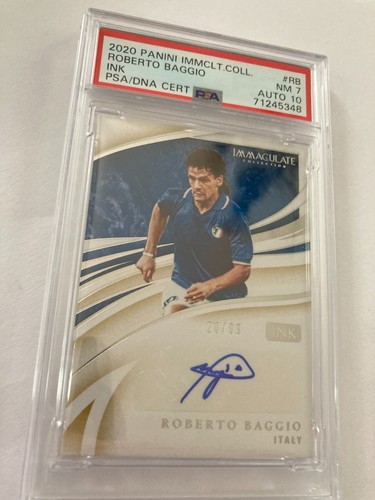 2020 PANINI IMMCLT.COLL. #RB
ROBERTO BAGGIO NM 7
INK AUTO 10
PSA/DNA CERT PSA 71245348
IMMACULATE
COLLECTION
INK
ROBERTO BAGGIO
ITALY